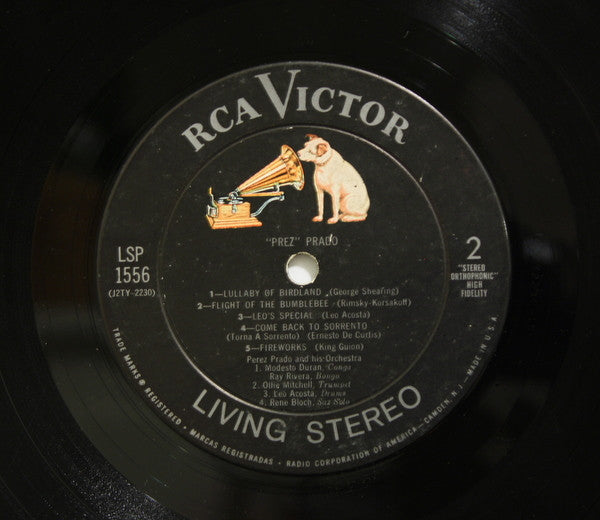 RCA VICTOR
"PREZ" PRADO
LSP
1556
(J2TY-2230)
2
"STEREO
ORTHOPHONIC"
HIGH
FIDELITY
1—LULLABY OF BIRDLAND (George Shearing)
2—FLIGHT OF THE BUMBLEBEE (Rimsky-Korsakoff)
3—LEO'S SPECIAL (Leo Acosta)
4—COME BACK TO SORRENTO
(Torna A Sorrento) (Ernesto De Curtis)
5—FIREWORKS (King Guion)
Perez Prado and his Orchestra
1. Modesto Duran, Conga
Ray Rivera, Bongo
2. Ollie Mitchell, Trumpet
3. Leo Acosta, Drums
4. Rene Bloch, Sax Solo
LIVING STEREO
TRADE MARKS ® REGISTERED • MARCAS REGISTRADAS • RADIO CORPORATION OF AMERICA—CAMDEN, N.J.—MADE IN U.S.A.